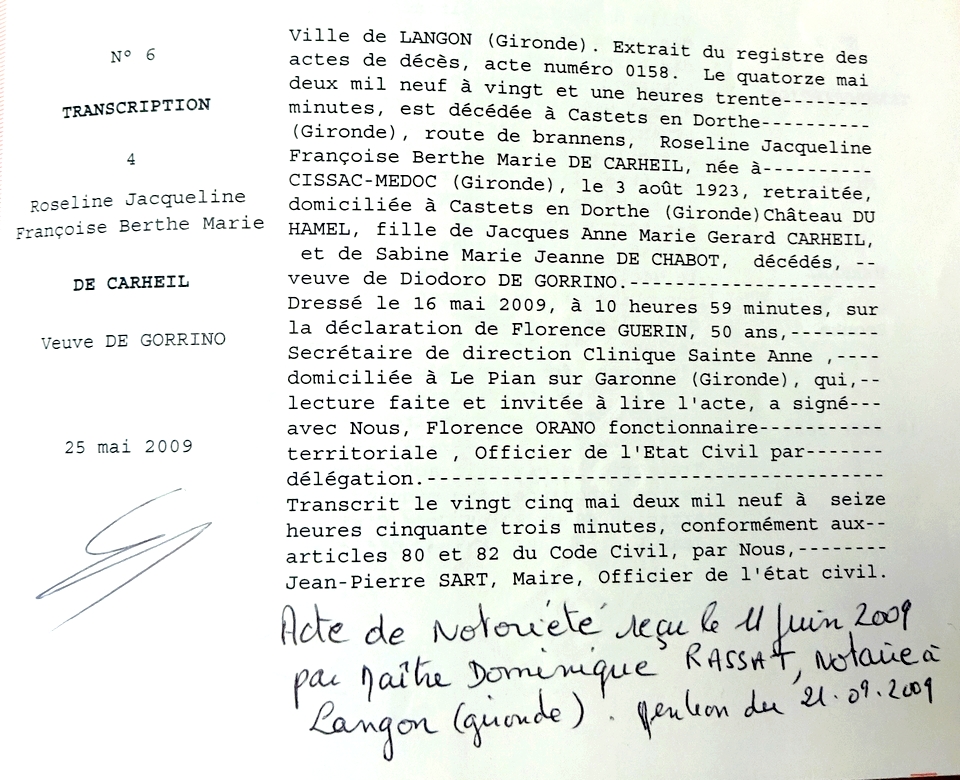 N° 6
TRANSCRIPTION
4
Roseline Jacqueline
Françoise Berthe Marie
DE CARHEIL
Veuve DE GORRINO
25 mai 2009
Ville de LANGON (Gironde). Extrait du registre des
actes de décès, acte numéro 0158.  Le quatorze mai
deux mil neuf à vingt et une heures trente--------
minutes, est décédée à Castets en Dorthe----------
(Gironde), route de brannens,  Roseline Jacqueline
Françoise Berthe Marie DE CARHEIL, née à----------
CISSAC-MEDOC (Gironde), le 3 août 1923, retraitée,
domiciliée à Castets en Dorthe (Gironde)Château DU
HAMEL, fille de Jacques Anne Marie Gerard CARHEIL,
et de Sabine Marie Jeanne DE CHABOT,  décédés, --
veuve de Diodoro DE GORRINO.----------------------
Dressé le 16 mai 2009, à 10 heures 59 minutes, sur
la déclaration de Florence GUERIN, 50 ans,--------
Secrétaire de direction Clinique Sainte Anne ,----
domiciliée à Le Pian sur Garonne (Gironde), qui,--
lecture faite et invitée à lire l'acte, a signé---
avec Nous, Florence ORANO fonctionnaire-----------
territoriale , Officier de l'Etat Civil par-------
délégation.---------------------------------------
Transcrit le vingt cinq mai deux mil neuf à  seize
heures cinquante trois minutes, conformément aux--
articles 80 et 82 du Code Civil, par Nous,--------
Jean-Pierre SART, Maire, Officier de l'état civil.
Acte de Notoriété reçu le 11 Juin 2009
par Maître Dominique RASSAT, Notaire à
Langon (gironde). mention du 21.09.2009